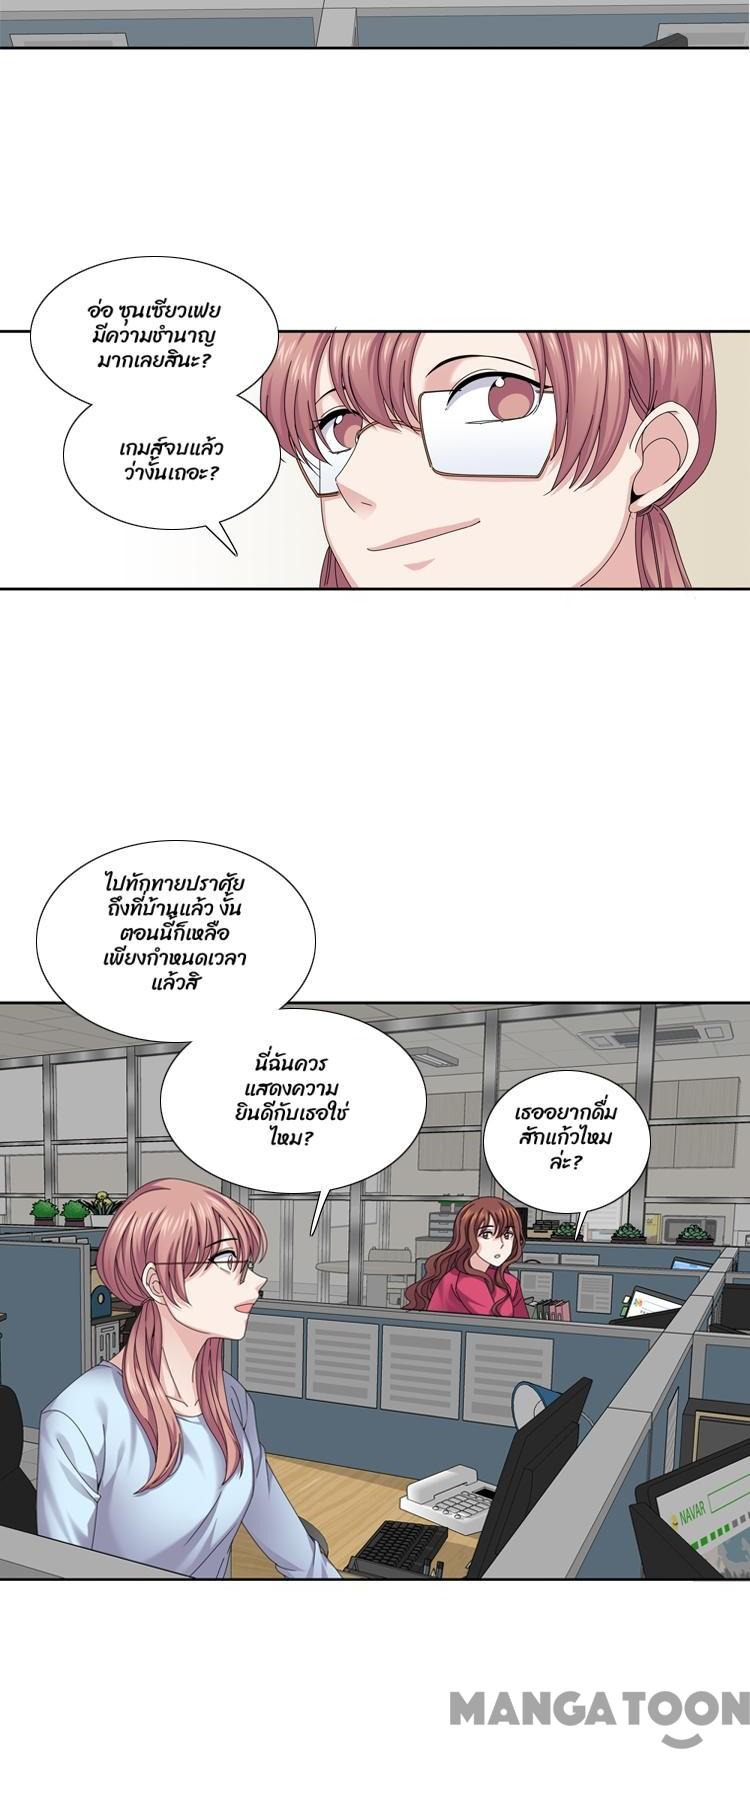 อ่อ ซุนเซียวเฟย
มีความชำนาญ
มากเลยสินะ?
เกมส์จบแล้ว
ว่างั้นเถอะ?
ไปทักทายปราศัย
ถึงที่บ้านแล้ว งั้น
ตอนนี้ก็เหลือ
เพียงกำหนดเวลา
แล้วสิ
นี่ฉันควร
แสดงความ
ยินดีกับเธอใช่
ไหม?
เธออยากดื่ม
สักแก้วไหม
ล่ะ?
NAVAR
MANGATOON